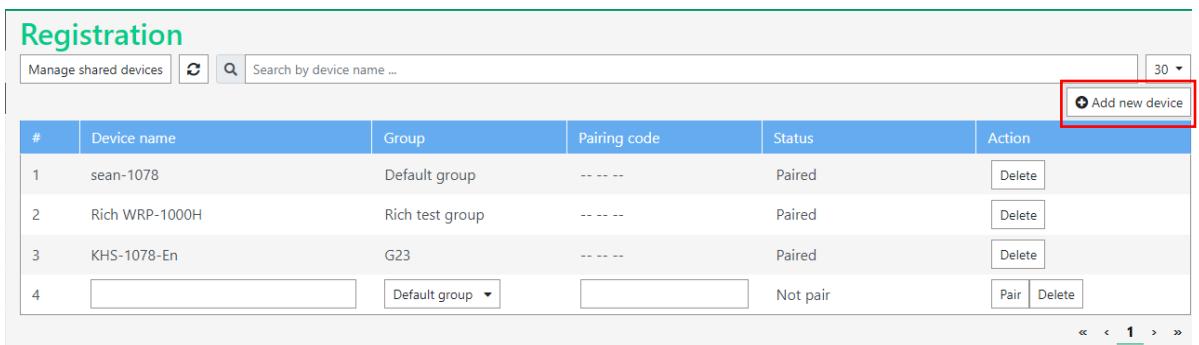 Registration
Manage shared devices Search by device name ... 30
Add new device
# Device name Group Pairing code Status Action
1 sean-1078 Default group -- -- -- Paired Delete
2 Rich WRP-1000H Rich test group -- -- -- Paired Delete
3 KHS-1078-En G23 -- -- -- Paired Delete
4 Default group Not pair Pair Delete
« ‹ 1 › »